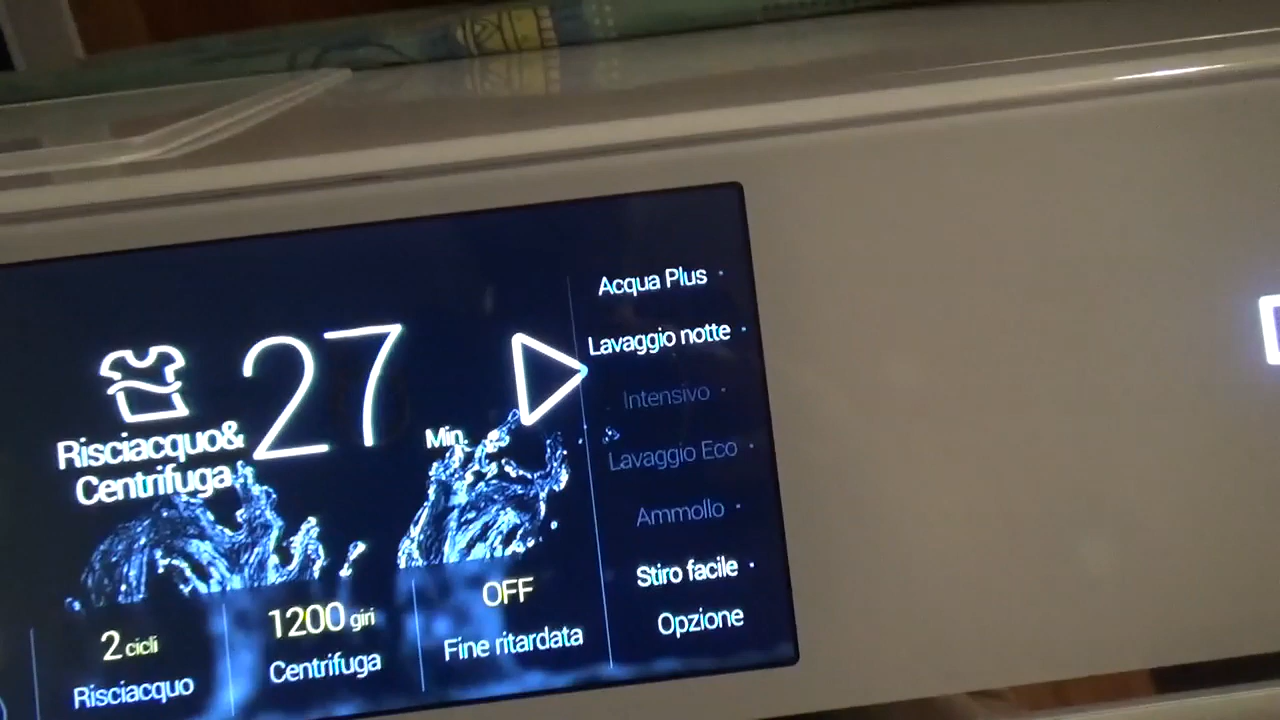 Risciacquo&
Centrifuga
27
Min.
2 cicli
Risciacquo
1200 giri
Centrifuga
OFF
Fine ritardata
Acqua Plus
Lavaggio notte
Intensivo
Lavaggio Eco
Ammollo
Stiro facile
Opzione